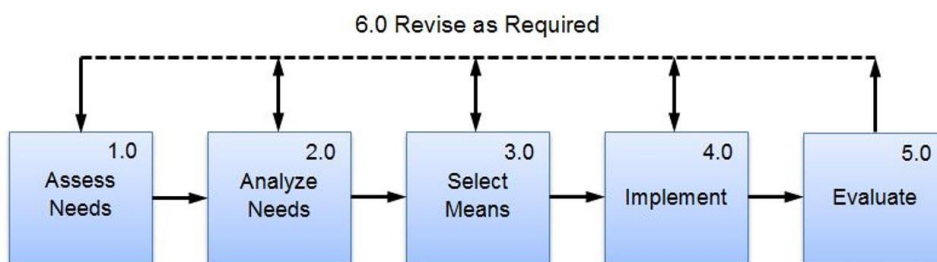 6.0 Revise as Required
1.0
Assess
Needs
2.0
Analyze
Needs
3.0
Select
Means
4.0
Implement
5.0
Evaluate